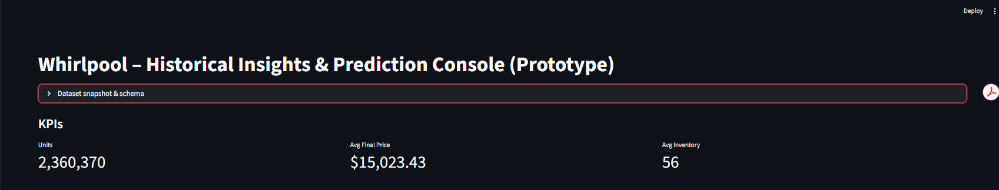 Deploy
Whirlpool – Historical Insights & Prediction Console (Prototype)
Dataset snapshot & schema
KPIs
Units
Avg Final Price
Avg Inventory
2,360,370
$15,023.43
56